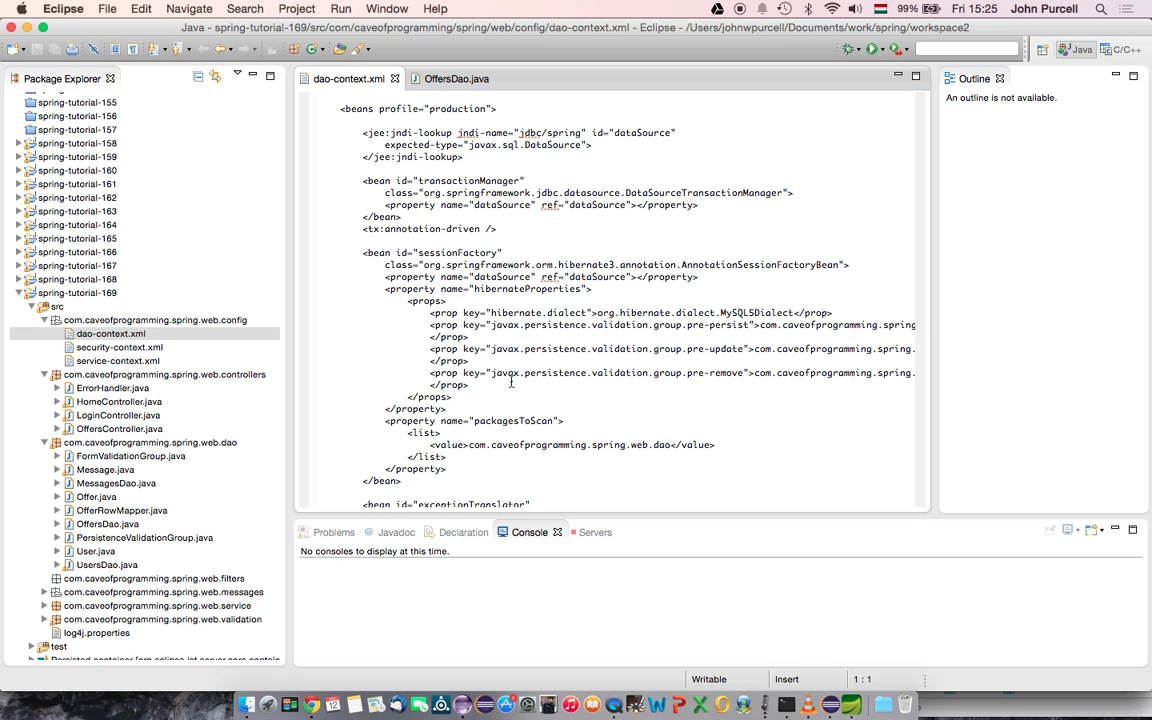 Eclipse File Edit Navigate Search Project Run Window Help 99% Fri 15:25 John Purcell
Java - spring-tutorial-169/src/com/caveofprogramming/spring/web/config/dao-context.xml - Eclipse - /Users/johnwpurcell/Documents/work/spring/workspace2
Java C/C++
Package Explorer
spring-tutorial-155
spring-tutorial-156
spring-tutorial-157
spring-tutorial-158
spring-tutorial-159
spring-tutorial-160
spring-tutorial-161
spring-tutorial-162
spring-tutorial-163
spring-tutorial-164
spring-tutorial-165
spring-tutorial-166
spring-tutorial-167
spring-tutorial-168
spring-tutorial-169
src
com.caveofprogramming.spring.web.config
dao-context.xml
security-context.xml
service-context.xml
com.caveofprogramming.spring.web.controllers
ErrorHandler.java
HomeController.java
LoginController.java
OffersController.java
com.caveofprogramming.spring.web.dao
FormValidationGroup.java
Message.java
MessagesDao.java
Offer.java
OfferRowMapper.java
OffersDao.java
PersistenceValidationGroup.java
User.java
UsersDao.java
com.caveofprogramming.spring.web.filters
com.caveofprogramming.spring.web.messages
com.caveofprogramming.spring.web.service
com.caveofprogramming.spring.web.validation
log4j.properties
test
dao-context.xml OffersDao.java
<beans profile="production">
<jee:jndi-lookup jndi-name="jdbc/spring" id="dataSource"
expected-type="javax.sql.DataSource">
</jee:jndi-lookup>
<bean id="transactionManager"
class="org.springframework.jdbc.datasource.DataSourceTransactionManager">
<property name="dataSource" ref="dataSource"></property>
</bean>
<tx:annotation-driven />
<bean id="sessionFactory"
class="org.springframework.orm.hibernate3.annotation.AnnotationSessionFactoryBean">
<property name="dataSource" ref="dataSource"></property>
<property name="hibernateProperties">
<props>
<prop key="hibernate.dialect">org.hibernate.dialect.MySQL5Dialect</prop>
<prop key="javax.persistence.validation.group.pre-persist">com.caveofprogramming.spring
</prop>
<prop key="javax.persistence.validation.group.pre-update">com.caveofprogramming.spring.
</prop>
<prop key="javax.persistence.validation.group.pre-remove">com.caveofprogramming.spring.
</prop>
</props>
</property>
<property name="packagesToScan">
<list>
<value>com.caveofprogramming.spring.web.dao</value>
</list>
</property>
</bean>
<bean id="exceptionTranslator"
Outline
An outline is not available.
Problems Javadoc Declaration Console Servers
No consoles to display at this time.
Writable Insert 1 : 1